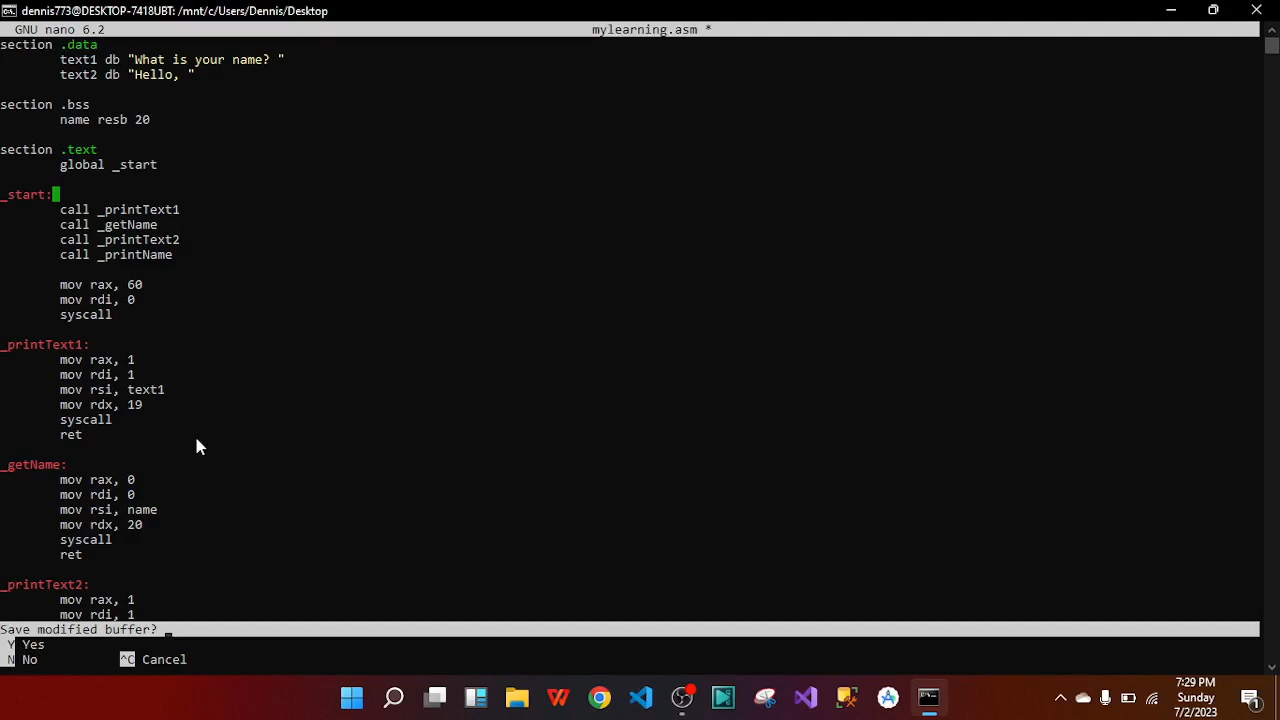 dennis773@DESKTOP-7418UBT: /mnt/c/Users/Dennis/Desktop
GNU nano 6.2 mylearning.asm *
section .data
text1 db "What is your name? "
text2 db "Hello, "
section .bss
name resb 20
section .text
global _start
_start:
call _printText1
call _getName
call _printText2
call _printName
mov rax, 60
mov rdi, 0
syscall
_printText1:
mov rax, 1
mov rdi, 1
mov rsi, text1
mov rdx, 19
syscall
ret
_getName:
mov rax, 0
mov rdi, 0
mov rsi, name
mov rdx, 20
syscall
ret
_printText2:
mov rax, 1
mov rdi, 1
Save modified buffer?
Y Yes
N No ^C Cancel
7:29 PM
Sunday
7/2/2023
1